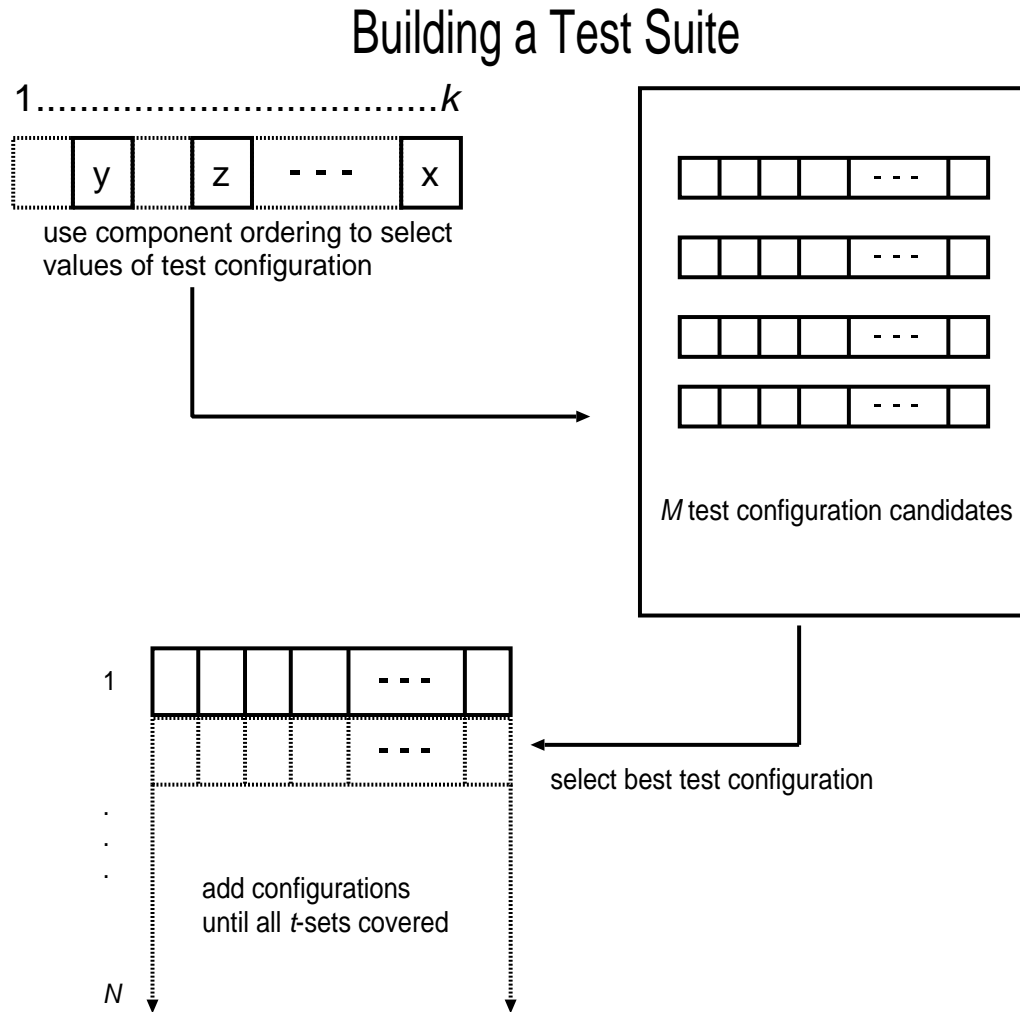 Building a Test Suite
1.....................................k
y z - - - x
use component ordering to select
values of test configuration
- - -
- - -
- - -
- - -
M test configuration candidates
1 - - -
- - -
select best test configuration
.
.
.
add configurations
until all t-sets covered
N